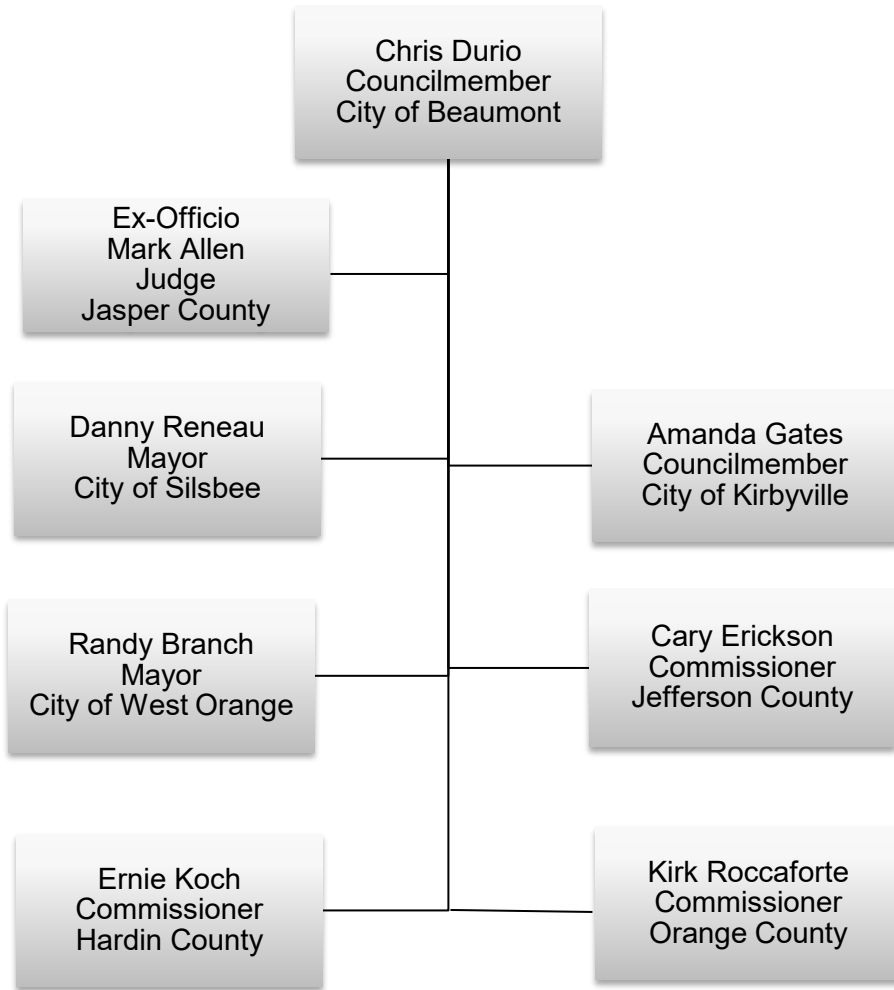 Chris Durio
Councilmember
City of Beaumont
Ex-Officio
Mark Allen
Judge
Jasper County
Danny Reneau
Mayor
City of Silsbee
Amanda Gates
Councilmember
City of Kirbyville
Randy Branch
Mayor
City of West Orange
Cary Erickson
Commissioner
Jefferson County
Ernie Koch
Commissioner
Hardin County
Kirk Roccaforte
Commissioner
Orange County